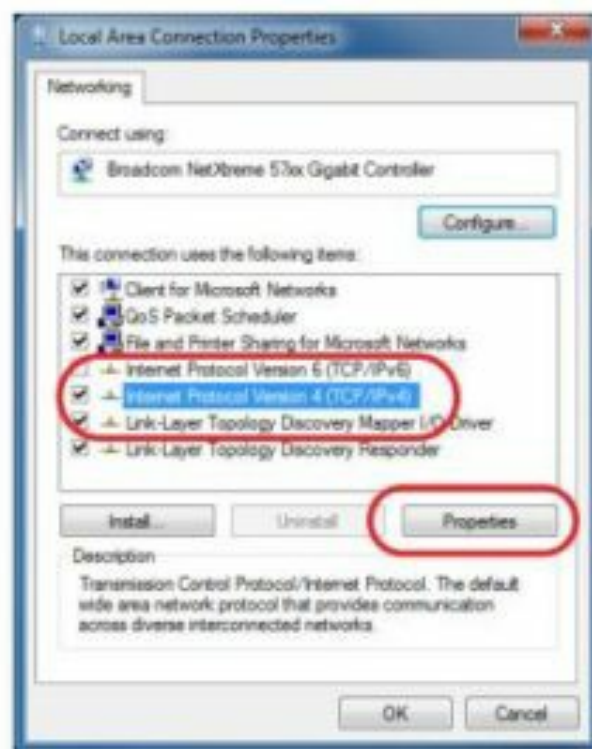 Local Area Connection Properties
Networking
Connect using:
Broadcom NetXtreme 57xx Gigabit Controller
Configure...
This connection uses the following items:
Client for Microsoft Networks
QoS Packet Scheduler
File and Printer Sharing for Microsoft Networks
Internet Protocol Version 6 (TCP/IPv6)
Internet Protocol Version 4 (TCP/IPv4)
Link-Layer Topology Discovery Mapper I/O Driver
Link-Layer Topology Discovery Responder
Install... Uninstall Properties
Description
Transmission Control Protocol/Internet Protocol. The default
wide area network protocol that provides communication
across diverse interconnected networks.
OK Cancel